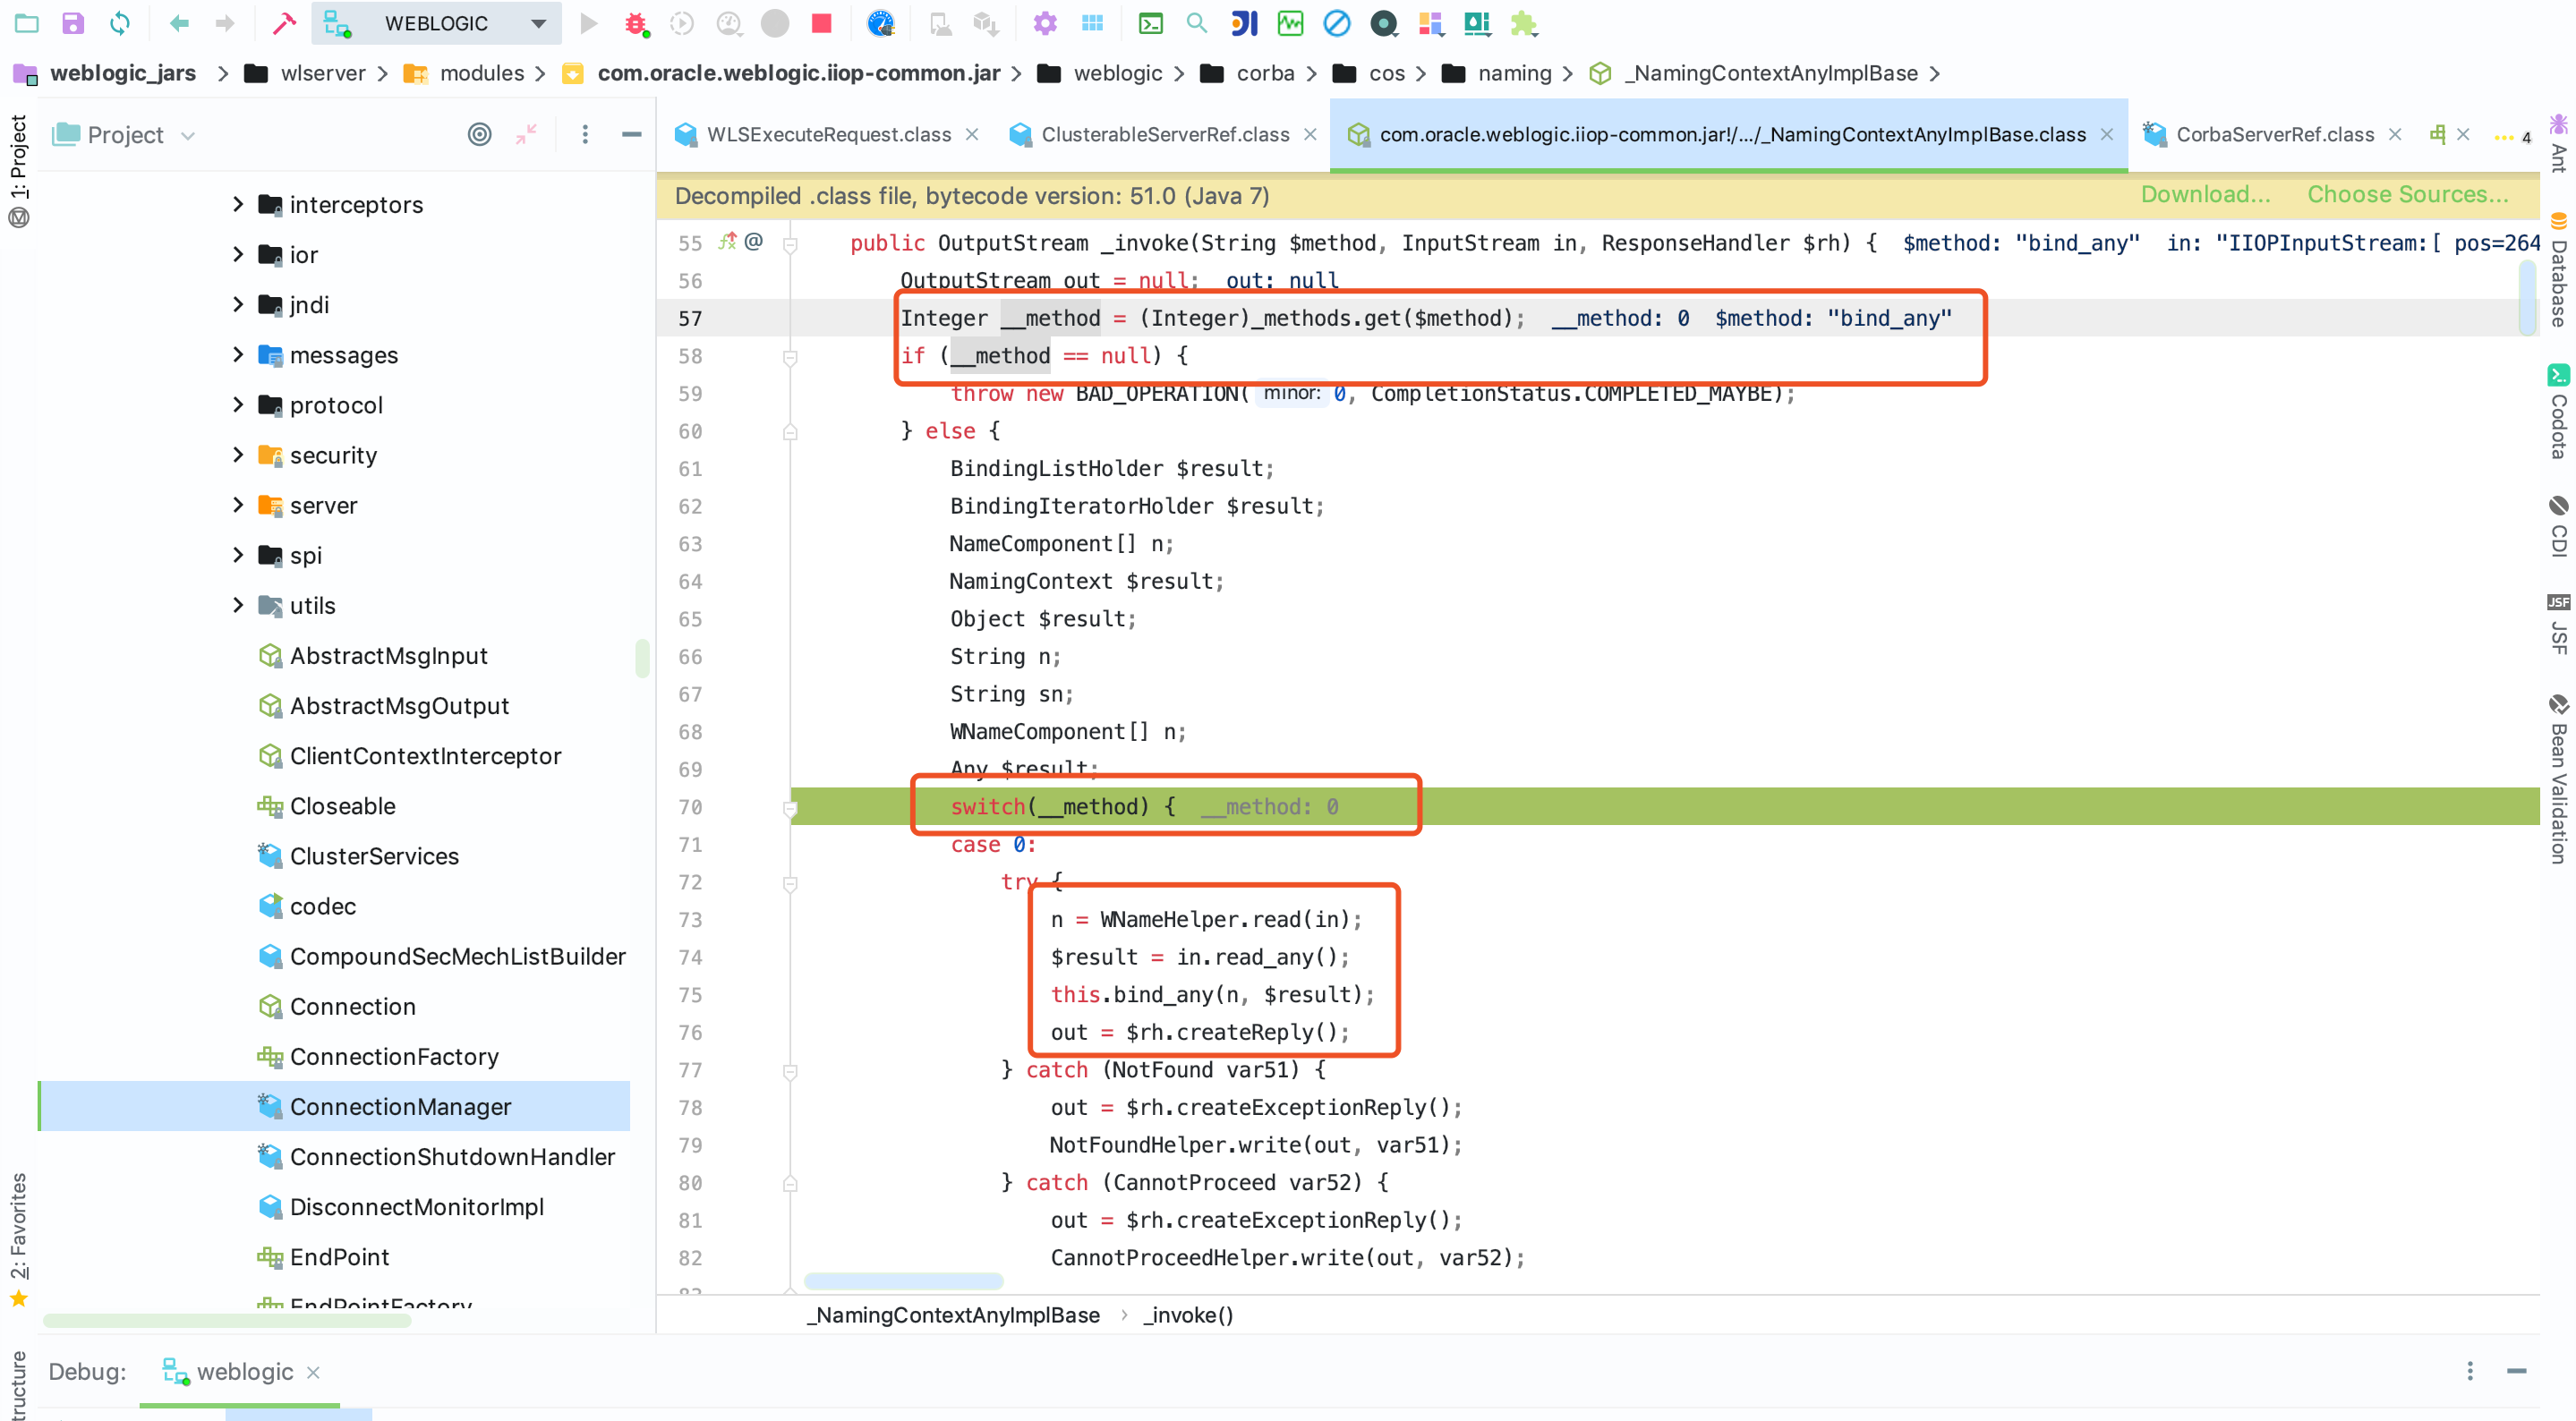 WEBLOGIC
weblogic_jars > wlserver > modules > com.oracle.weblogic.iiop-common.jar > weblogic > corba > cos > naming > _NamingContextAnyImplBase >
1: Project
Project
interceptors
ior
jndi
messages
protocol
security
server
spi
utils
AbstractMsgInput
AbstractMsgOutput
ClientContextInterceptor
Closeable
ClusterServices
codec
CompoundSecMechListBuilder
Connection
ConnectionFactory
ConnectionManager
ConnectionShutdownHandler
DisconnectMonitorImpl
EndPoint
EndPointFactory
2: Favorites
WLSExecuteRequest.class
ClusterableServerRef.class
com.oracle.weblogic.iiop-common.jar!/.../_NamingContextAnyImplBase.class
CorbaServerRef.class
4
Decompiled .class file, bytecode version: 51.0 (Java 7)
Download...
Choose Sources...
55 public OutputStream _invoke(String $method, InputStream in, ResponseHandler $rh) { $method: "bind_any" in: "IIOPInputStream:[ pos=264
56 OutputStream out = null; out: null
57 Integer __method = (Integer)_methods.get($method); __method: 0 $method: "bind_any"
58 if (__method == null) {
59 throw new BAD_OPERATION( minor: 0, CompletionStatus.COMPLETED_MAYBE);
60 } else {
61 BindingListHolder $result;
62 BindingIteratorHolder $result;
63 NameComponent[] n;
64 NamingContext $result;
65 Object $result;
66 String n;
67 String sn;
68 WNameComponent[] n;
69 Any $result;
70 switch(__method) { __method: 0
71 case 0:
72 try {
73 n = WNameHelper.read(in);
74 $result = in.read_any();
75 this.bind_any(n, $result);
76 out = $rh.createReply();
77 } catch (NotFound var51) {
78 out = $rh.createExceptionReply();
79 NotFoundHelper.write(out, var51);
80 } catch (CannotProceed var52) {
81 out = $rh.createExceptionReply();
82 CannotProceedHelper.write(out, var52);
_NamingContextAnyImplBase > _invoke()
Ant
Database
Codota
CDI
JSF
JSF
Bean Validation
Debug:
weblogic